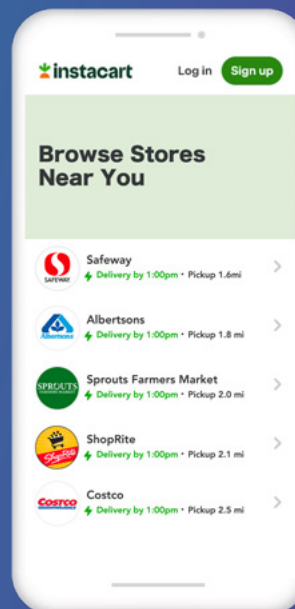 instacart
Log in
Sign up
Browse Stores
Near You
SAFEWAY
Safeway
Delivery by 1:00pm • Pickup 1.6mi
Albertsons
Albertsons
Delivery by 1:00pm • Pickup 1.8 mi
SPROUTS
FARMERS MARKET
Sprouts Farmers Market
Delivery by 1:00pm • Pickup 2.0 mi
ShopRite
ShopRite
Delivery by 1:00pm • Pickup 2.1 mi
COSTCO
Costco
Delivery by 1:00pm • Pickup 2.5 mi